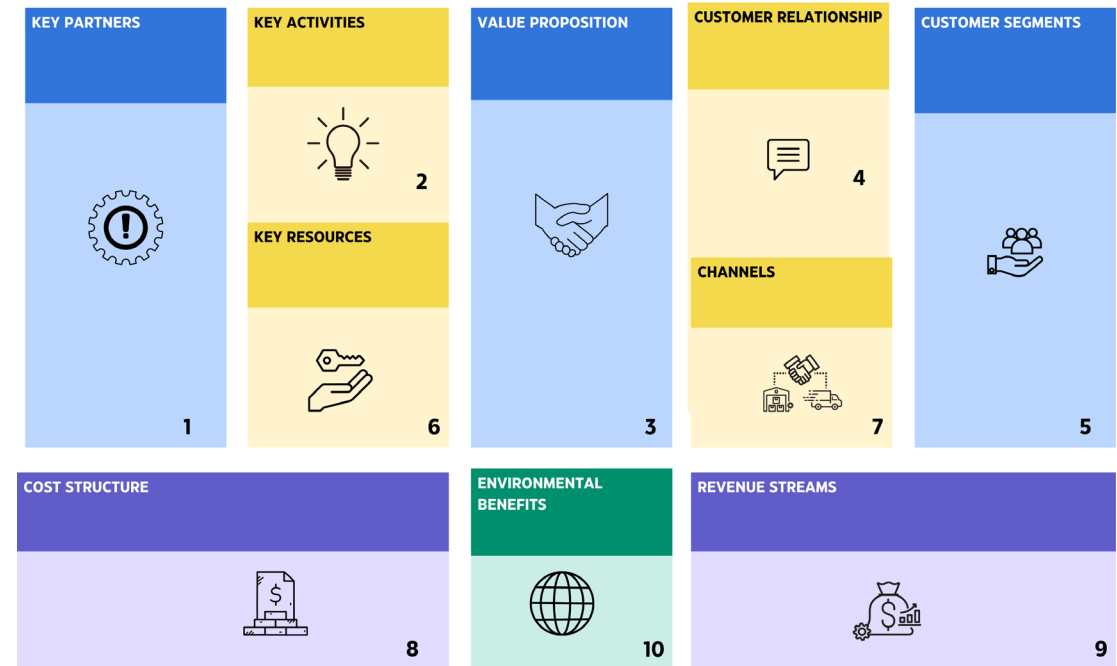 KEY PARTNERS
1
KEY ACTIVITIES
2
KEY RESOURCES
6
VALUE PROPOSITION
3
CUSTOMER RELATIONSHIP
4
CHANNELS
7
CUSTOMER SEGMENTS
5
COST STRUCTURE
$
8
ENVIRONMENTAL
BENEFITS
10
REVENUE STREAMS
$
9